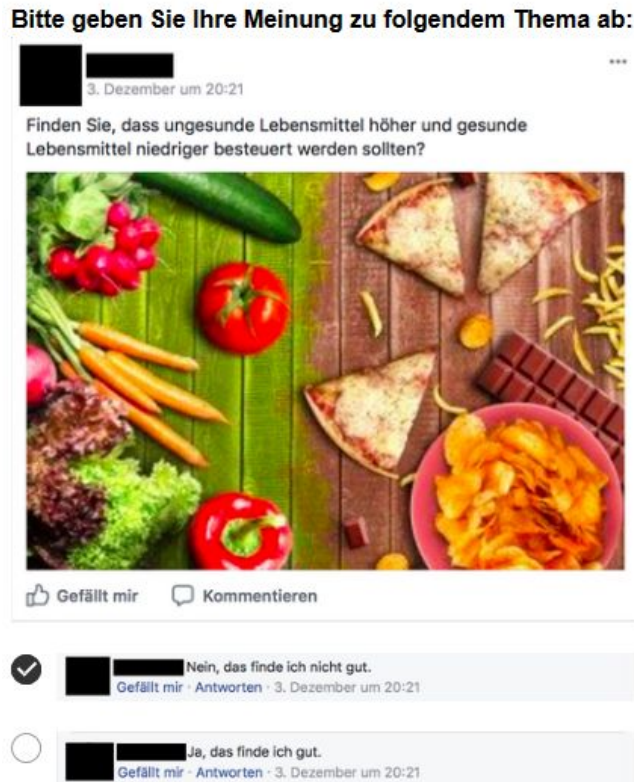 Bitte geben Sie Ihre Meinung zu folgendem Thema ab:
3. Dezember um 20:21
Finden Sie, dass ungesunde Lebensmittel höher und gesunde
Lebensmittel niedriger besteuert werden sollten?
Gefällt mir Kommentieren
Nein, das finde ich nicht gut.
Gefällt mir · Antworten · 3. Dezember um 20:21
Ja, das finde ich gut.
Gefällt mir · Antworten · 3. Dezember um 20:21